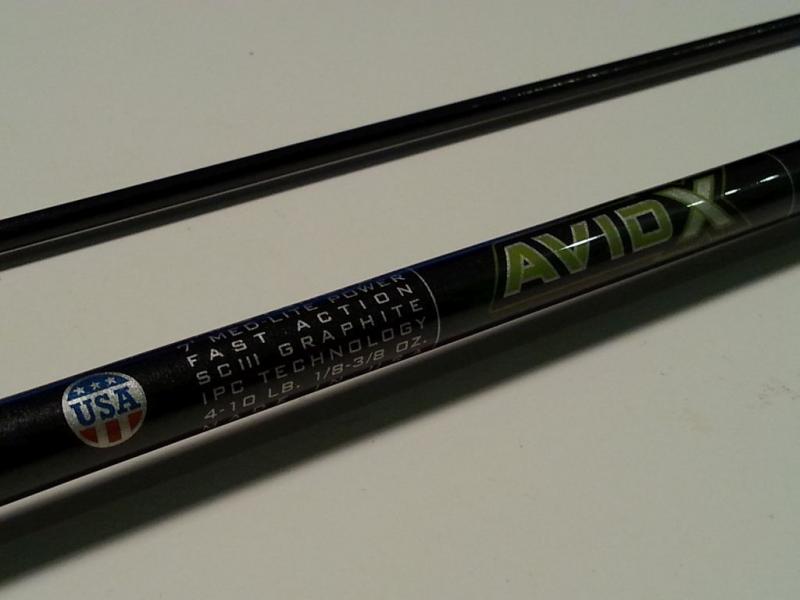 AVID X
7' MED-LITE POWER
FAST ACTION
SCIII GRAPHITE
IPC TECHNOLOGY
4-10 LB. 1/8-3/8 OZ.
USA